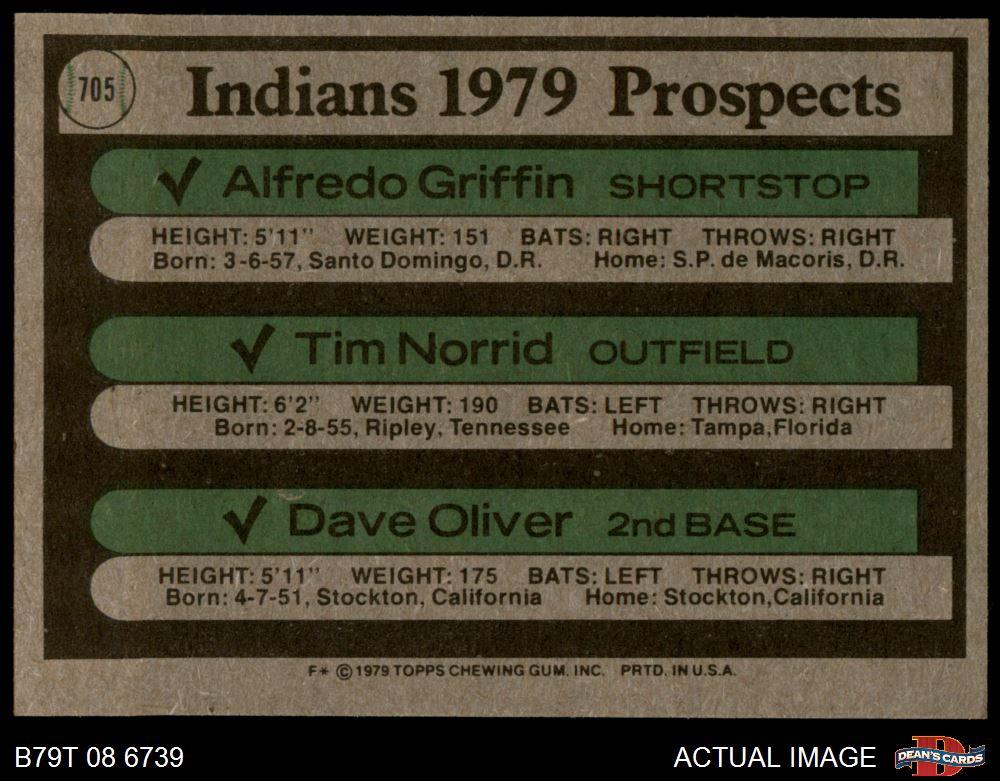 705
Indians 1979 Prospects
✓ Alfredo Griffin SHORTSTOP
HEIGHT: 5'11" WEIGHT: 151 BATS: RIGHT THROWS: RIGHT
Born: 3-6-57, Santo Domingo, D.R. Home: S.P. de Macoris, D.R.
✓ Tim Norrid OUTFIELD
HEIGHT: 6'2" WEIGHT: 190 BATS: LEFT THROWS: RIGHT
Born: 2-8-55, Ripley, Tennessee Home: Tampa,Florida
✓ Dave Oliver 2nd BASE
HEIGHT: 5'11" WEIGHT: 175 BATS: LEFT THROWS: RIGHT
Born: 4-7-51, Stockton, California Home: Stockton,California
F* © 1979 TOPPS CHEWING GUM. INC. PRTD. IN U.S.A.
B79T 08 6739
ACTUAL IMAGE
D
DEAN'S CARDS